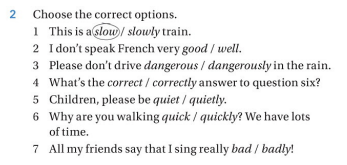 2 Choose the correct options.
1 This is a slow / slowly train.
2 I don't speak French very good / well.
3 Please don't drive dangerous / dangerously in the rain.
4 What's the correct / correctly answer to question six?
5 Children, please be quiet / quietly.
6 Why are you walking quick / quickly? We have lots
of time.
7 All my friends say that I sing really bad / badly!